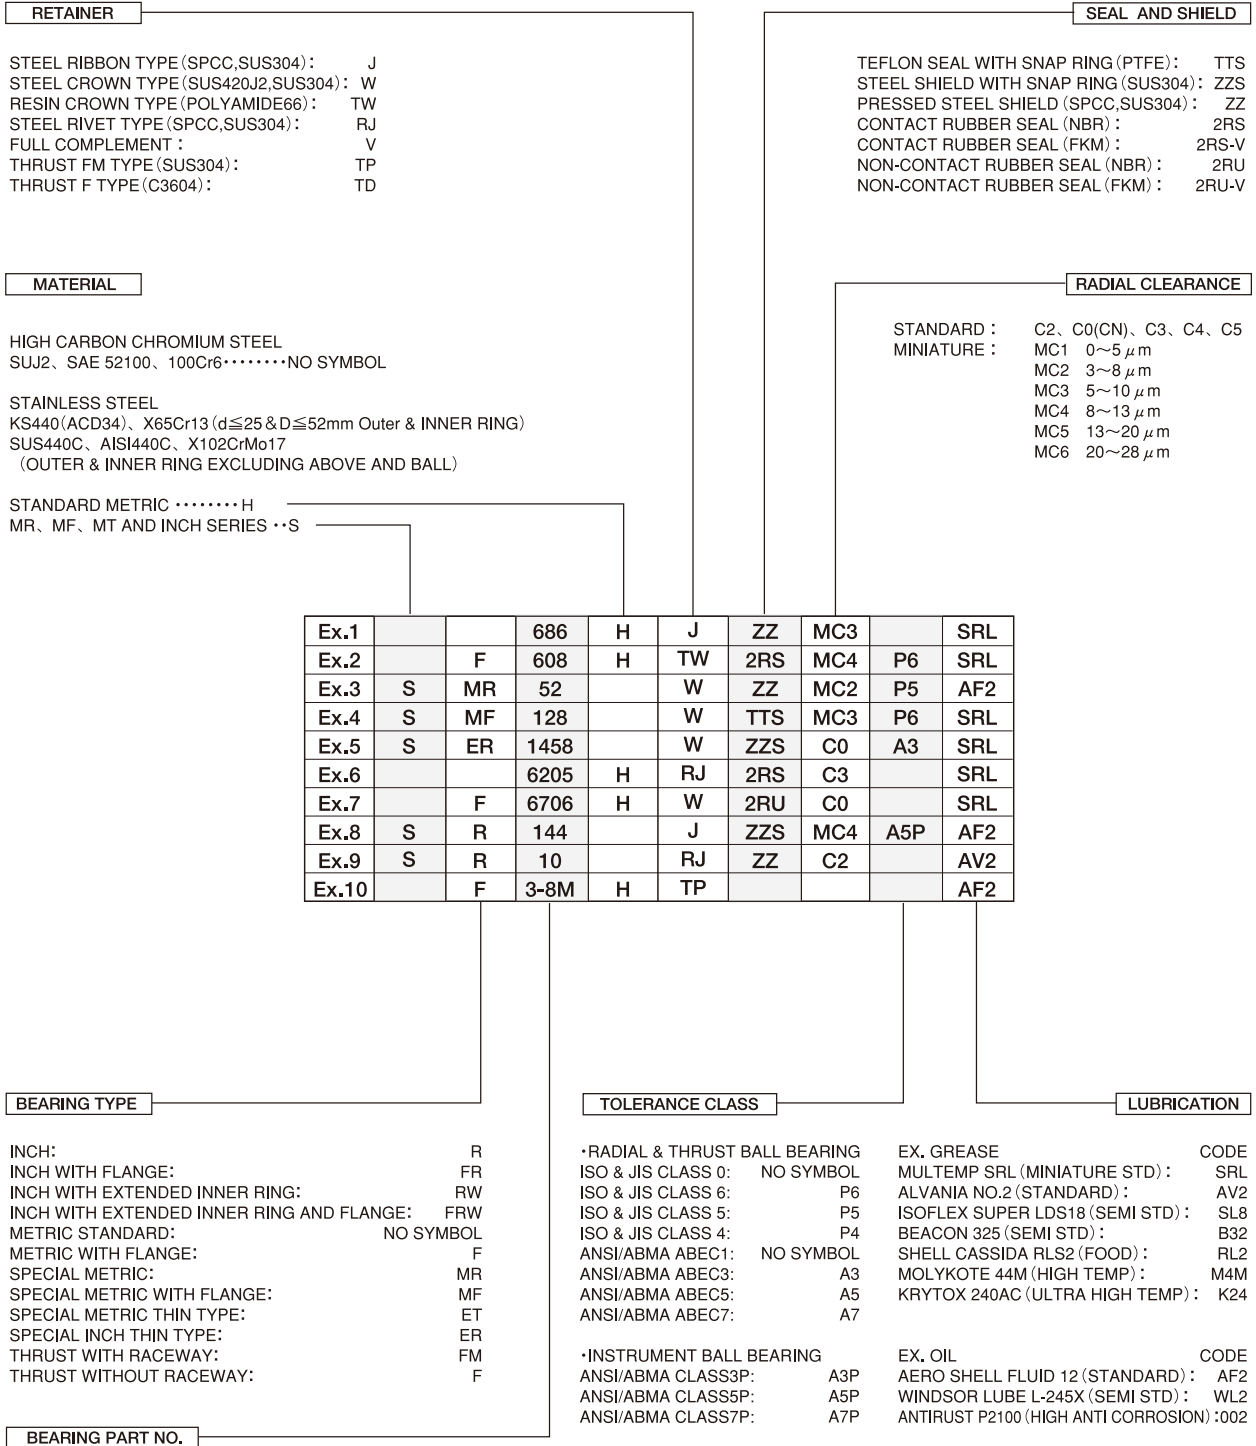 RETAINER
STEEL RIBBON TYPE(SPCC,SUS304): J
STEEL CROWN TYPE(SUS420J2,SUS304): W
RESIN CROWN TYPE(POLYAMIDE66): TW
STEEL RIVET TYPE(SPCC,SUS304): RJ
FULL COMPLEMENT: V
THRUST FM TYPE(SUS304): TP
THRUST F TYPE(C3604): TD
SEAL AND SHIELD
TEFLON SEAL WITH SNAP RING(PTFE): TTS
STEEL SHIELD WITH SNAP RING(SUS304): ZZS
PRESSED STEEL SHIELD(SPCC,SUS304): ZZ
CONTACT RUBBER SEAL(NBR): 2RS
CONTACT RUBBER SEAL(FKM): 2RS-V
NON-CONTACT RUBBER SEAL(NBR): 2RU
NON-CONTACT RUBBER SEAL(FKM): 2RU-V
MATERIAL
HIGH CARBON CHROMIUM STEEL
SUJ2、SAE 52100、100Cr6········NO SYMBOL
STAINLESS STEEL
KS440(ACD34)、X65Cr13(d≦25&D≦52mm Outer & INNER RING)
SUS440C、AISI440C、X102CrMo17
(OUTER & INNER RING EXCLUDING ABOVE AND BALL)
STANDARD METRIC ········H
MR、MF、MT AND INCH SERIES ··S
RADIAL CLEARANCE
STANDARD: C2、C0(CN)、C3、C4、C5
MINIATURE: MC1 0～5μm
MC2 3～8μm
MC3 5～10μm
MC4 8～13μm
MC5 13～20μm
MC6 20～28μm
Ex.1 686 H J ZZ MC3 SRL
Ex.2 F 608 H TW 2RS MC4 P6 SRL
Ex.3 S MR 52 W ZZ MC2 P5 AF2
Ex.4 S MF 128 W TTS MC3 P6 SRL
Ex.5 S ER 1458 W ZZS C0 A3 SRL
Ex.6 6205 H RJ 2RS C3 SRL
Ex.7 F 6706 H W 2RU C0 SRL
Ex.8 S R 144 J ZZS MC4 A5P AF2
Ex.9 S R 10 RJ ZZ C2 AV2
Ex.10 F 3-8M H TP AF2
BEARING TYPE
INCH: R
INCH WITH FLANGE: FR
INCH WITH EXTENDED INNER RING: RW
INCH WITH EXTENDED INNER RING AND FLANGE: FRW
METRIC STANDARD: NO SYMBOL
METRIC WITH FLANGE: F
SPECIAL METRIC: MR
SPECIAL METRIC WITH FLANGE: MF
SPECIAL METRIC THIN TYPE: ET
SPECIAL INCH THIN TYPE: ER
THRUST WITH RACEWAY: FM
THRUST WITHOUT RACEWAY: F
BEARING PART NO.
TOLERANCE CLASS
·RADIAL & THRUST BALL BEARING
ISO & JIS CLASS 0: NO SYMBOL
ISO & JIS CLASS 6: P6
ISO & JIS CLASS 5: P5
ISO & JIS CLASS 4: P4
ANSI/ABMA ABEC1: NO SYMBOL
ANSI/ABMA ABEC3: A3
ANSI/ABMA ABEC5: A5
ANSI/ABMA ABEC7: A7
·INSTRUMENT BALL BEARING
ANSI/ABMA CLASS3P: A3P
ANSI/ABMA CLASS5P: A5P
ANSI/ABMA CLASS7P: A7P
LUBRICATION
EX. GREASE CODE
MULTEMP SRL(MINIATURE STD): SRL
ALVANIA NO.2(STANDARD): AV2
ISOFLEX SUPER LDS18(SEMI STD): SL8
BEACON 325(SEMI STD): B32
SHELL CASSIDA RLS2(FOOD): RL2
MOLYKOTE 44M(HIGH TEMP): M4M
KRYTOX 240AC(ULTRA HIGH TEMP): K24
EX. OIL CODE
AERO SHELL FLUID 12(STANDARD): AF2
WINDSOR LUBE L-245X(SEMI STD): WL2
ANTIRUST P2100(HIGH ANTI CORROSION):002